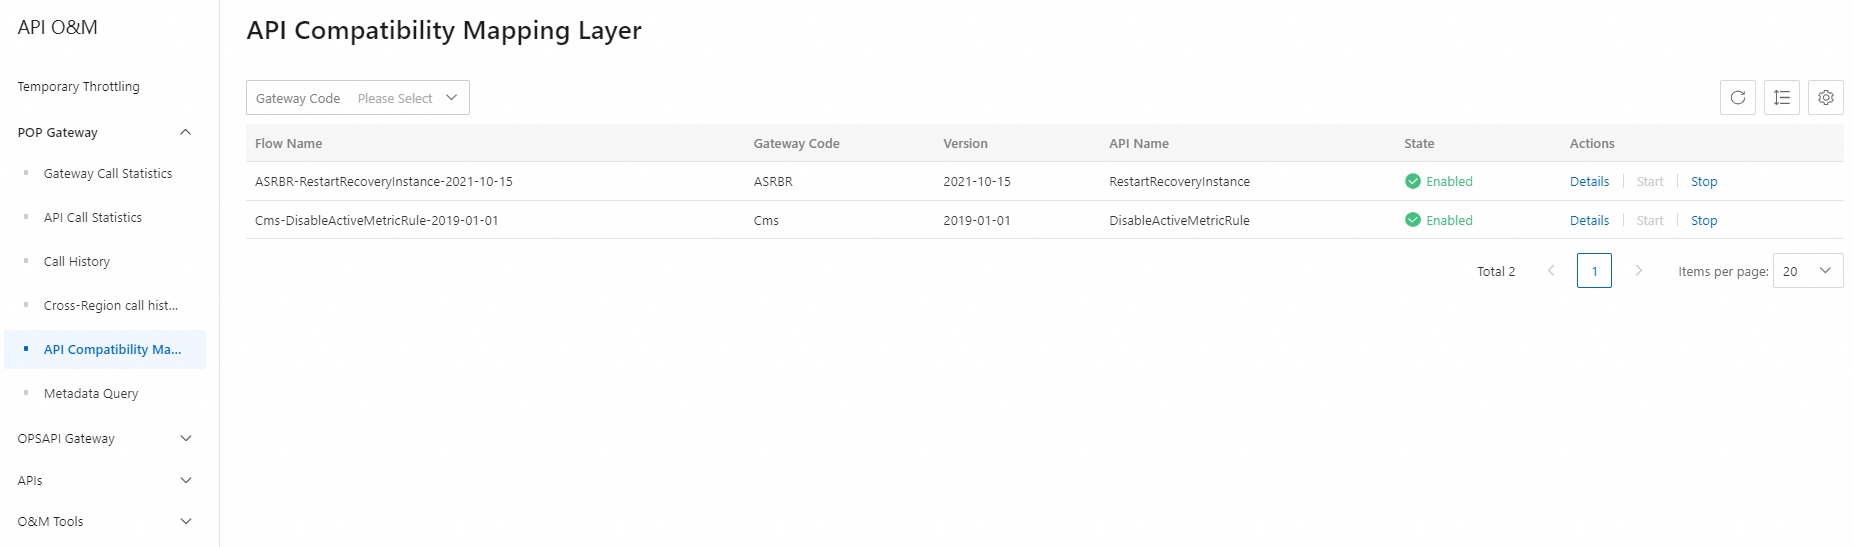 API O&M
Temporary Throttling
POP Gateway
Gateway Call Statistics
API Call Statistics
Call History
Cross-Region call hist...
API Compatibility Ma...
Metadata Query
OPSAPI Gateway
APIs
O&M Tools
API Compatibility Mapping Layer
Gateway Code Please Select
Flow Name Gateway Code Version API Name State Actions
ASRBR-RestartRecoveryInstance-2021-10-15 ASRBR 2021-10-15 RestartRecoveryInstance Enabled Details Start Stop
Cms-DisableActiveMetricRule-2019-01-01 Cms 2019-01-01 DisableActiveMetricRule Enabled Details Start Stop
Total 2 1 Items per page: 20